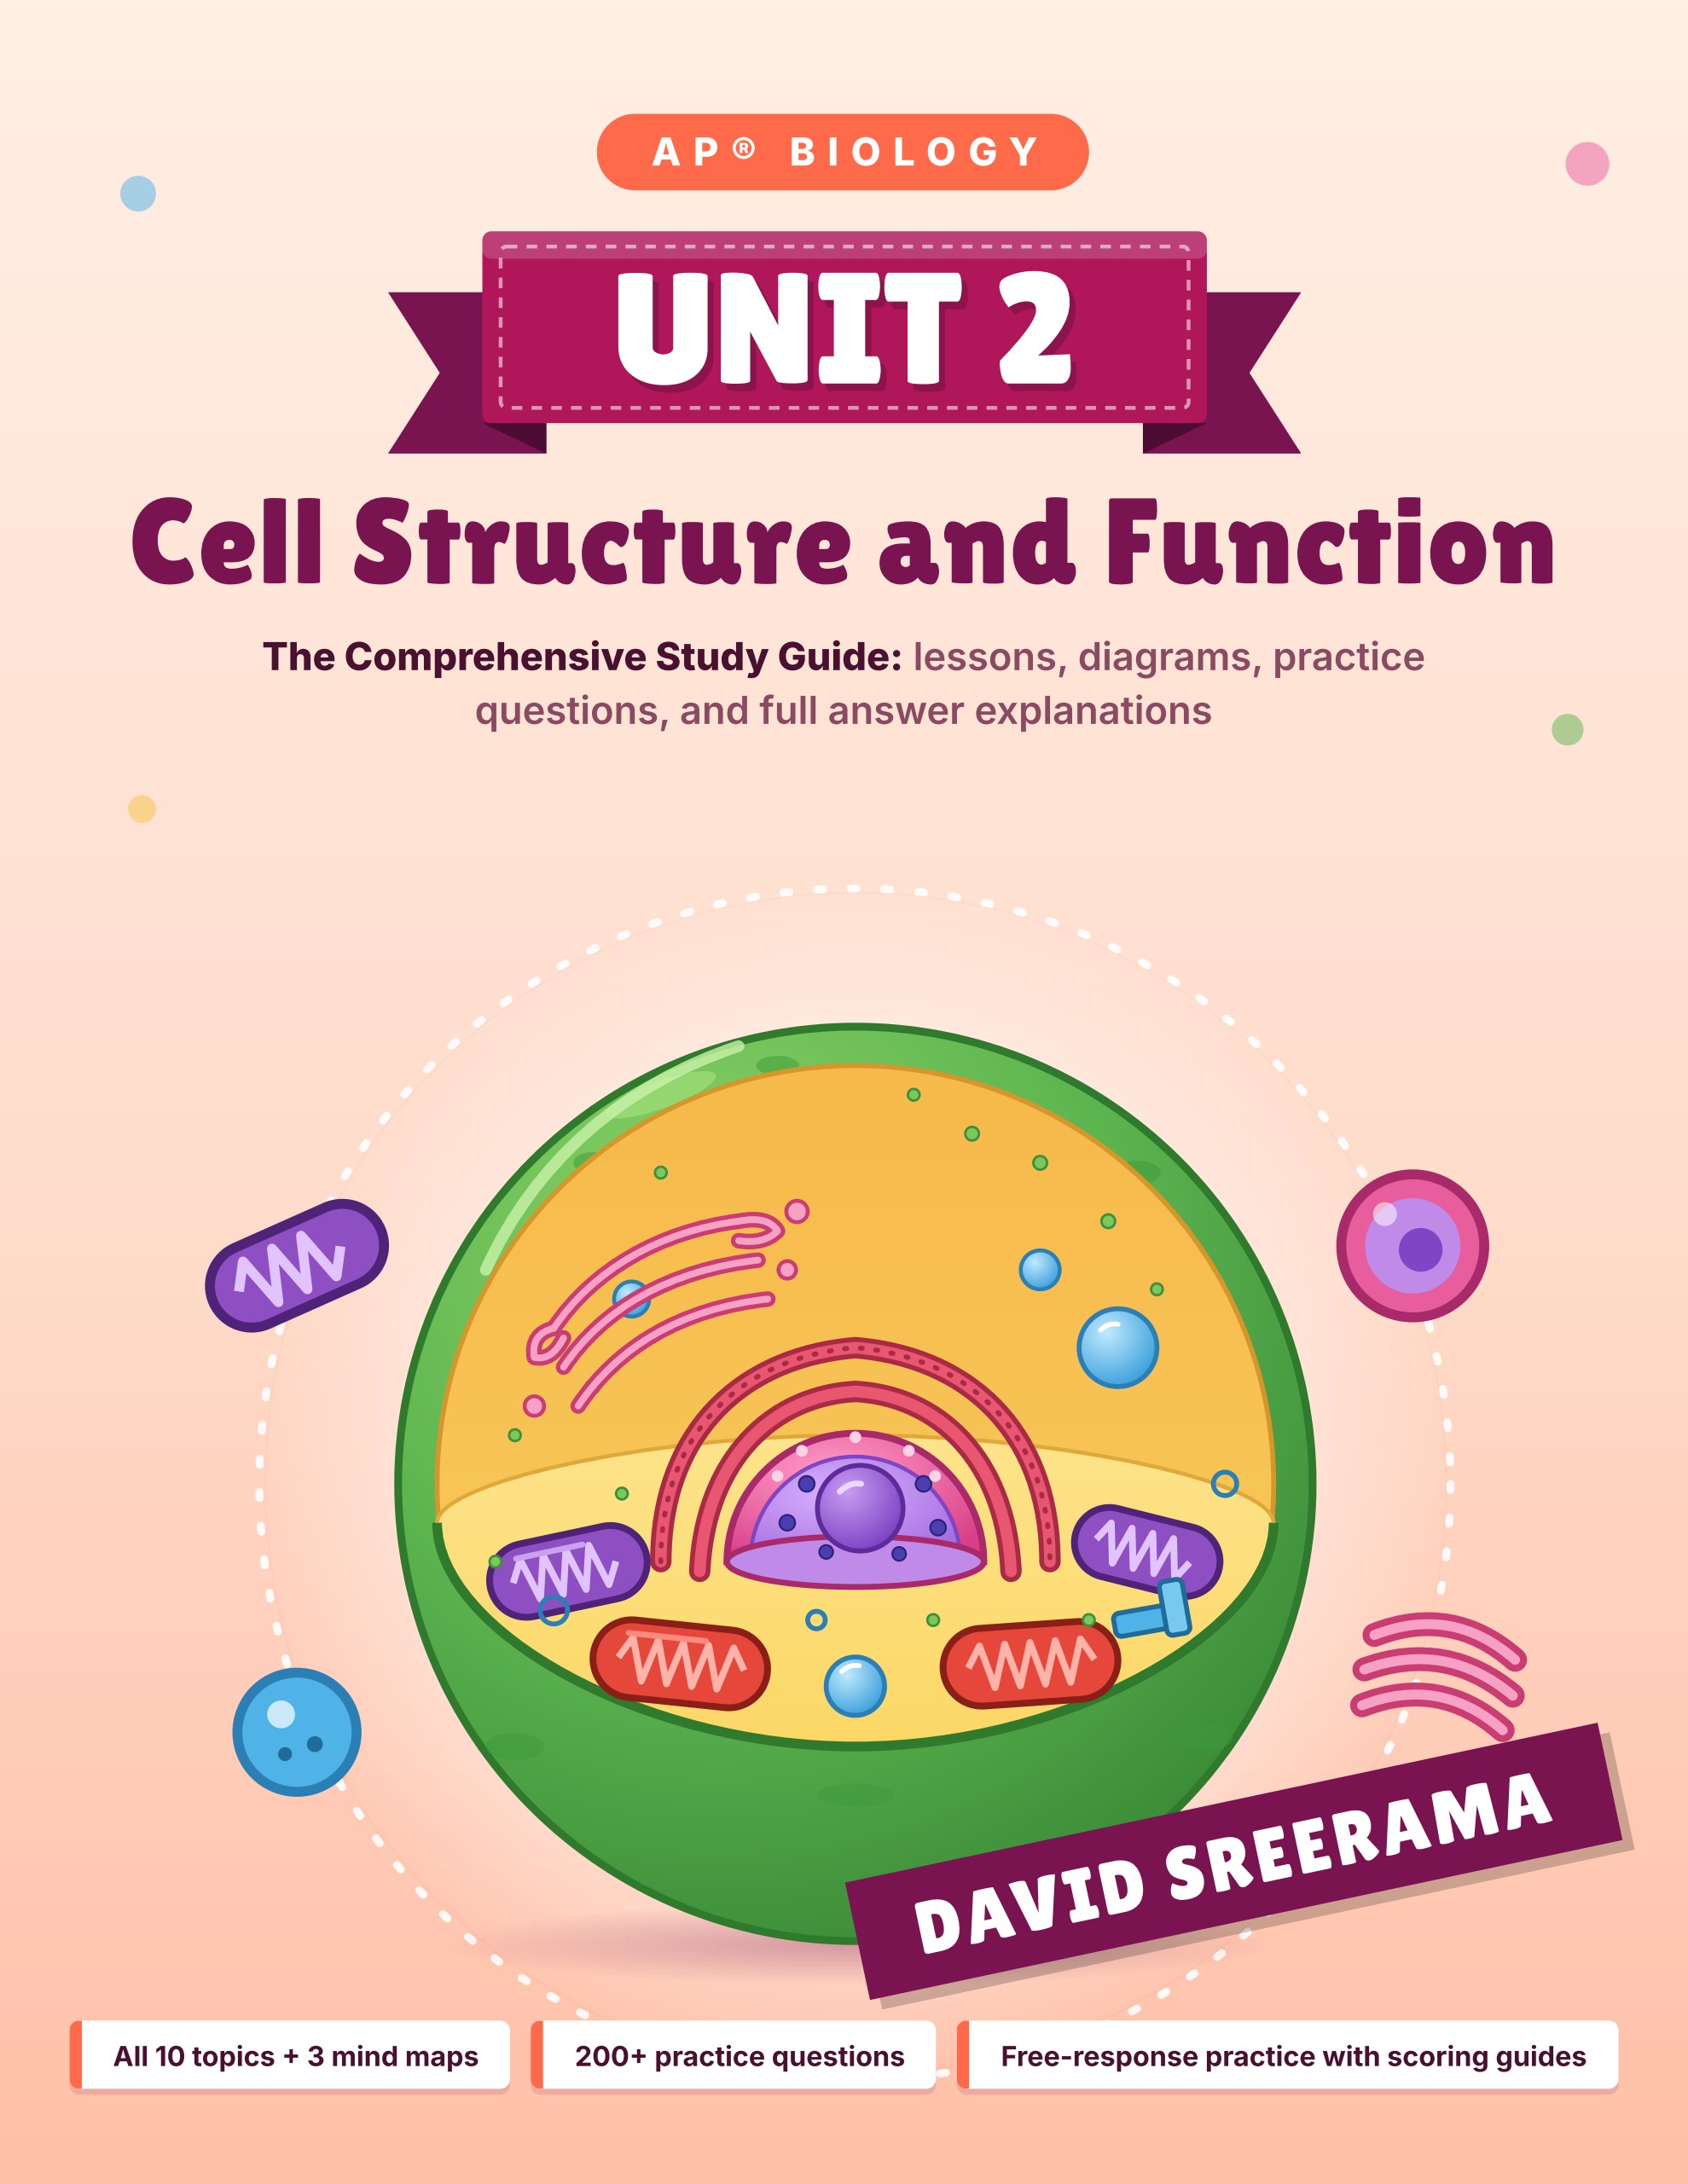 AP® BIOLOGY
UNIT 2
Cell Structure and Function
The Comprehensive Study Guide: lessons, diagrams, practice
questions, and full answer explanations
DAVID SREERAMA
All 10 topics + 3 mind maps
200+ practice questions
Free-response practice with scoring guides